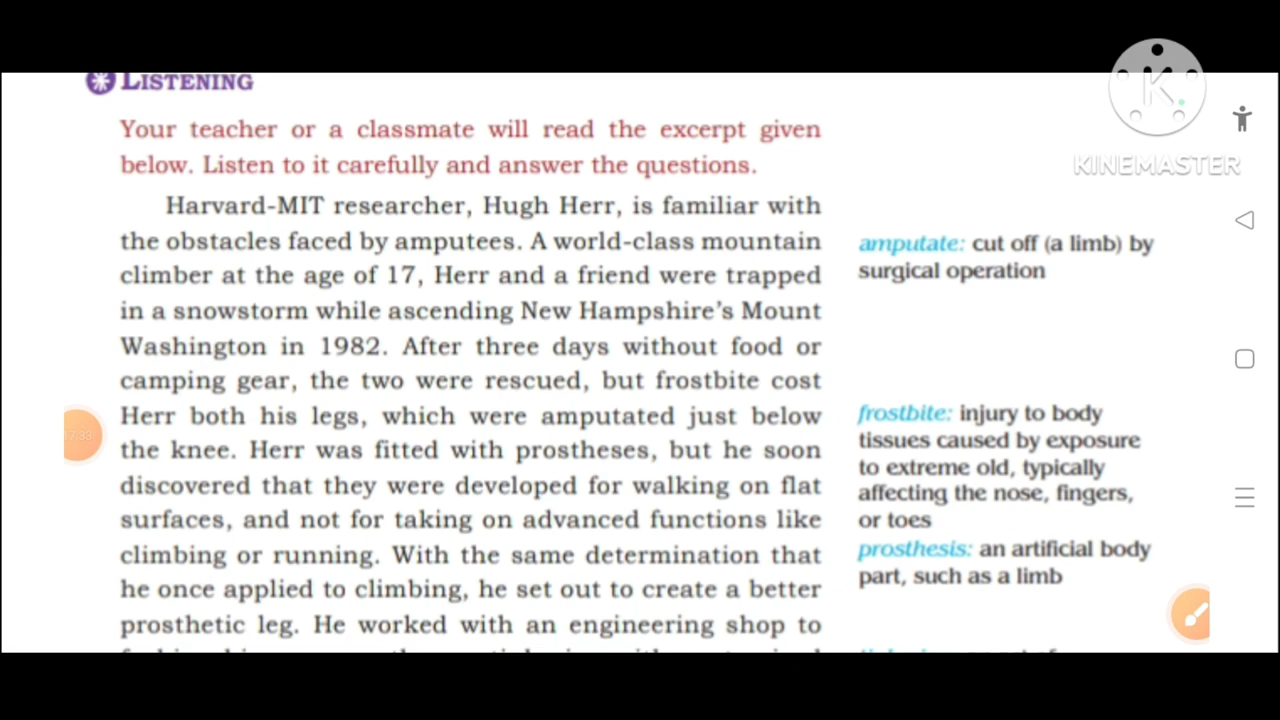 LISTENING
Your teacher or a classmate will read the excerpt given
below. Listen to it carefully and answer the questions.
Harvard-MIT researcher, Hugh Herr, is familiar with
the obstacles faced by amputees. A world-class mountain
climber at the age of 17, Herr and a friend were trapped
in a snowstorm while ascending New Hampshire's Mount
Washington in 1982. After three days without food or
camping gear, the two were rescued, but frostbite cost
Herr both his legs, which were amputated just below
the knee. Herr was fitted with prostheses, but he soon
discovered that they were developed for walking on flat
surfaces, and not for taking on advanced functions like
climbing or running. With the same determination that
he once applied to climbing, he set out to create a better
prosthetic leg. He worked with an engineering shop to
amputate: cut off (a limb) by
surgical operation
frostbite: injury to body
tissues caused by exposure
to extreme old, typically
affecting the nose, fingers,
or toes
prosthesis: an artificial body
part, such as a limb
K
KINEMASTER
17:33